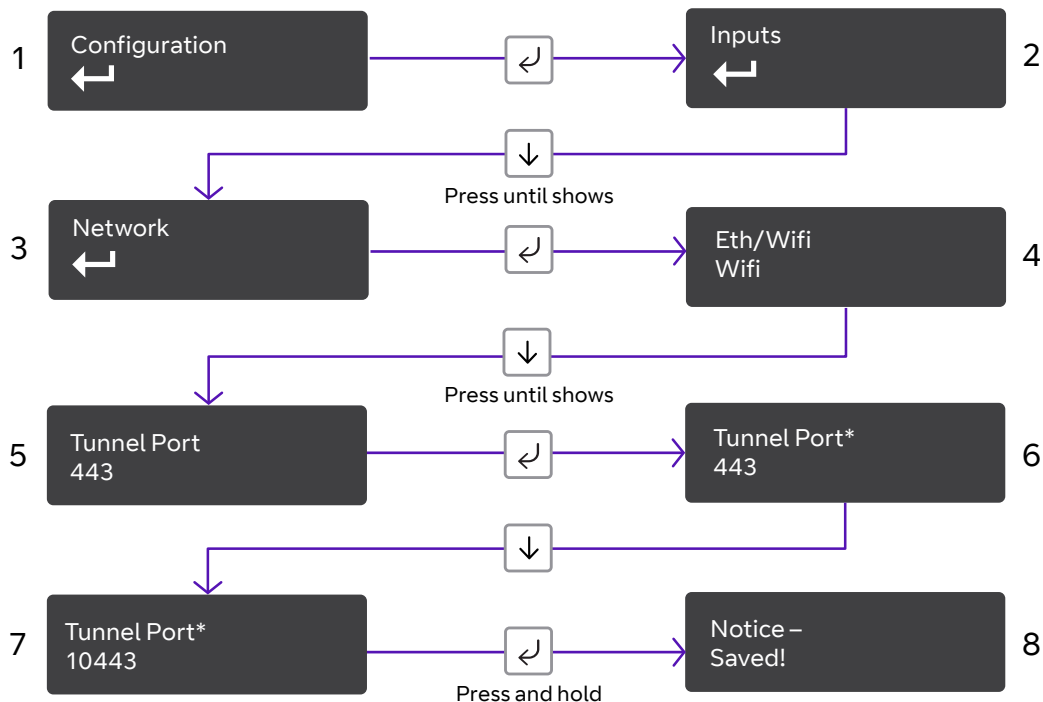 1
Configuration
Inputs
2
Press until shows
3
Network
Eth/Wifi
Wifi
4
Press until shows
5
Tunnel Port
443
Tunnel Port*
443
6
7
Tunnel Port*
10443
Press and hold
Notice –
Saved!
8